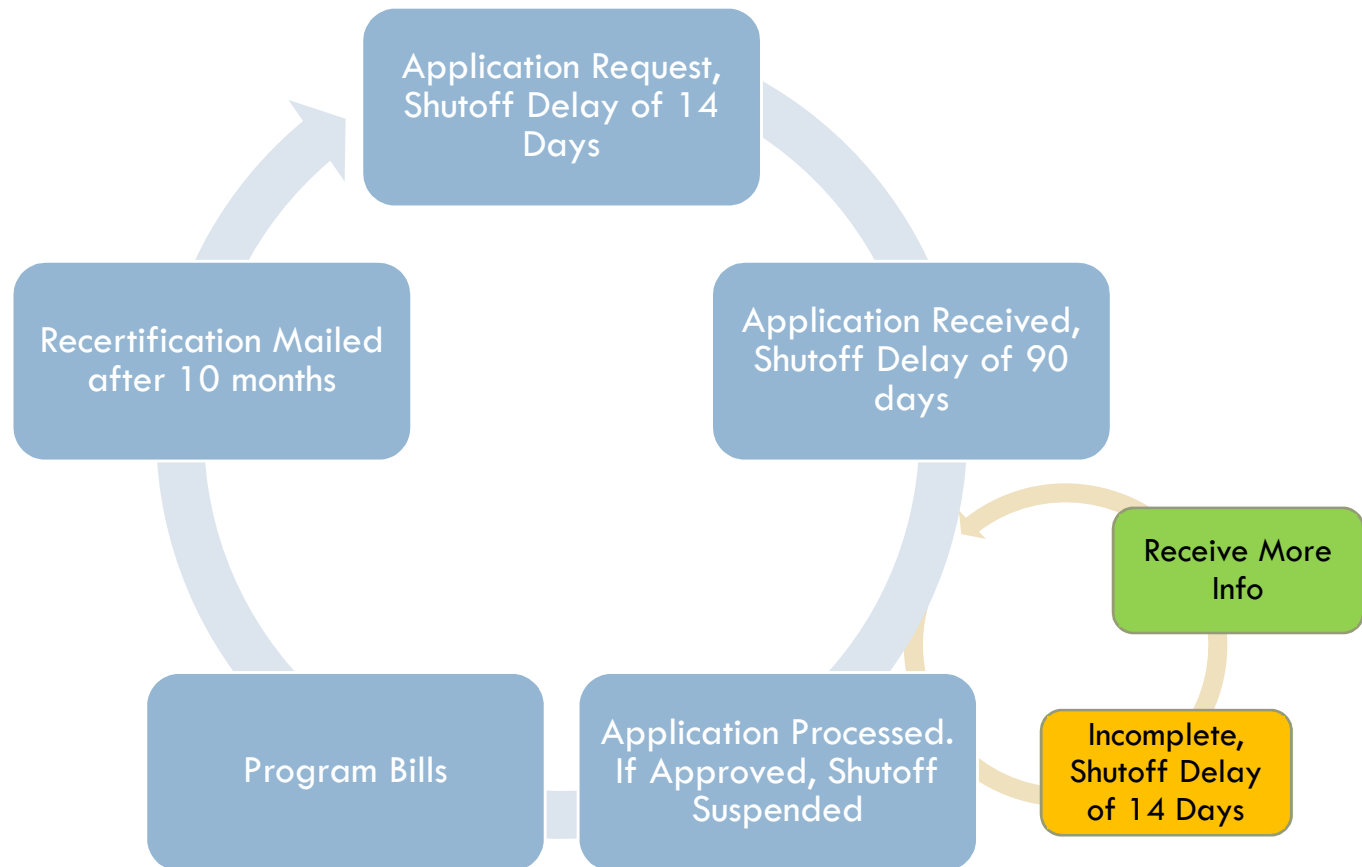 Application Request,
Shutoff Delay of 14
Days
Application Received,
Shutoff Delay of 90
days
Receive More
Info
Incomplete,
Shutoff Delay
of 14 Days
Application Processed.
If Approved, Shutoff
Suspended
Program Bills
Recertification Mailed
after 10 months